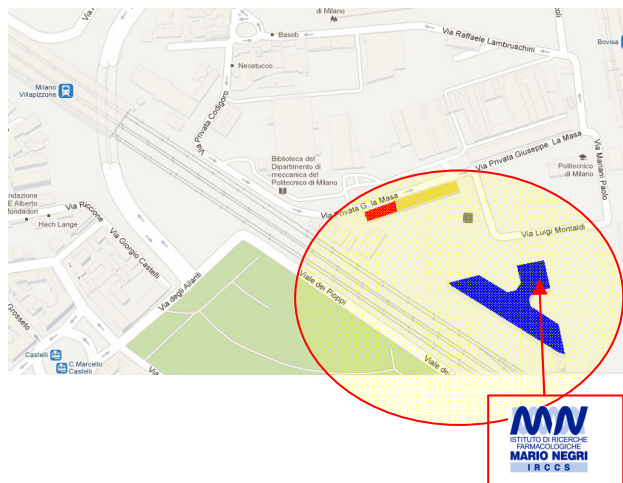 di Milano
Baseb
Via Raffaele Lambruschini
Bovisa
Neostucco
Milano
Villapizzone
Via Privata Codigoro
Biblioteca del
Dipartimento di
meccanica del
Politecnico di Milano
Via Privata Giuseppe. La Masa
Politecnico
di Milano
Via Mariani Paolo
Via Privata G. la Masa
ndazione
E Alberto
Mondadori
Via Riccione
Hach Lange
Via Giorgio Castelli
Via Luigi Montaldi
Via degli Ailanti
Viale dei Pioppi
Grosseto
Castelli
C.Marcello
Castelli
Viale dei
MN
ISTITUTO DI RICERCHE
FARMACOLOGICHE
MARIO NEGRI
IRCCS